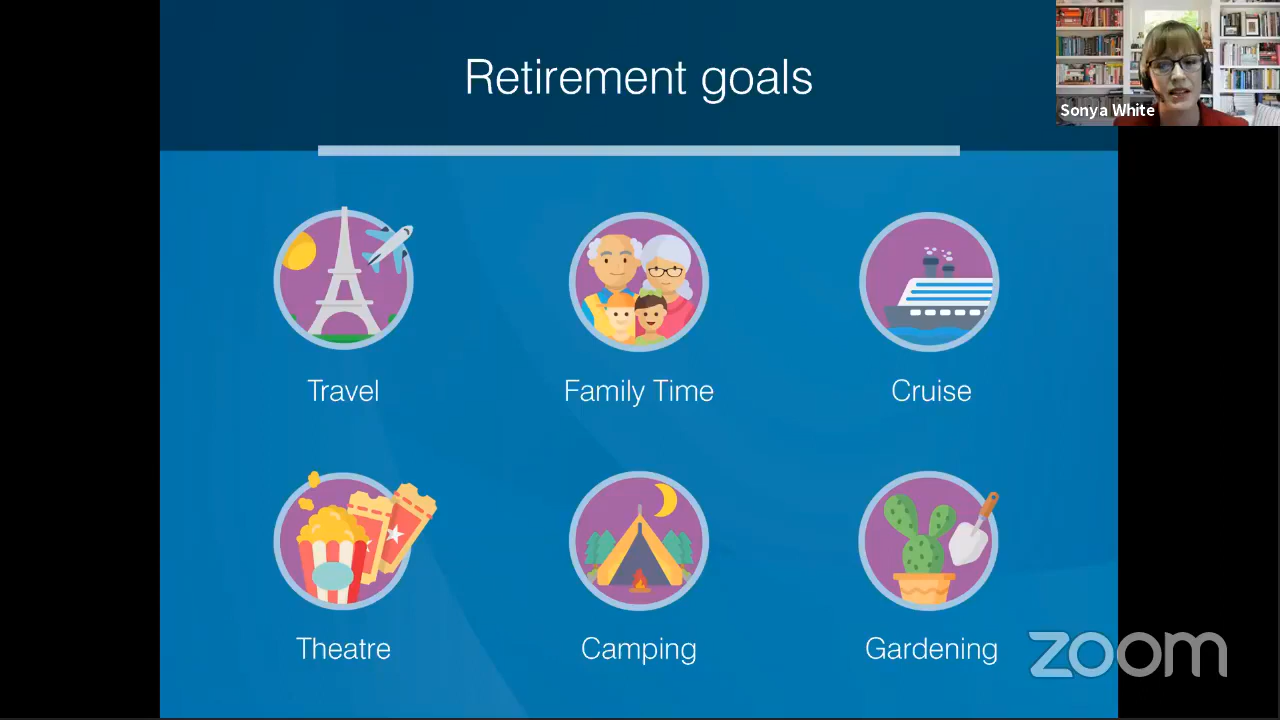 Retirement goals
Sonya White
Travel
Family Time
Cruise
Theatre
Camping
Gardening
zoom